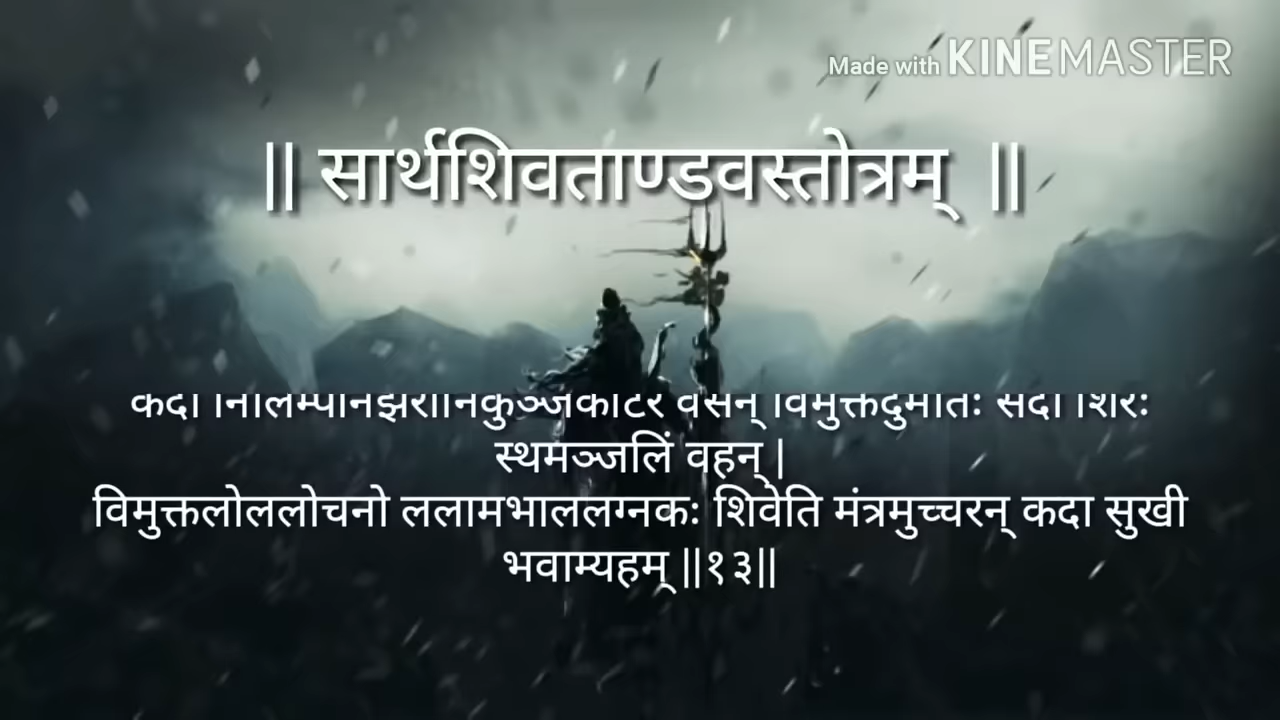 Made with KINEMASTER
|| सार्थशिवताण्डवस्तोत्रम् ||
कदा निलिम्पनिर्झरीनिकुञ्जकोटरे वसन् विमुक्तदुर्मतिः सदा शिरः
स्थमञ्जलिं वहन् |
विमुक्तलोललोचनो ललामभाललग्नकः शिवेति मंत्रमुच्चरन् कदा सुखी
भवाम्यहम् ||१३||